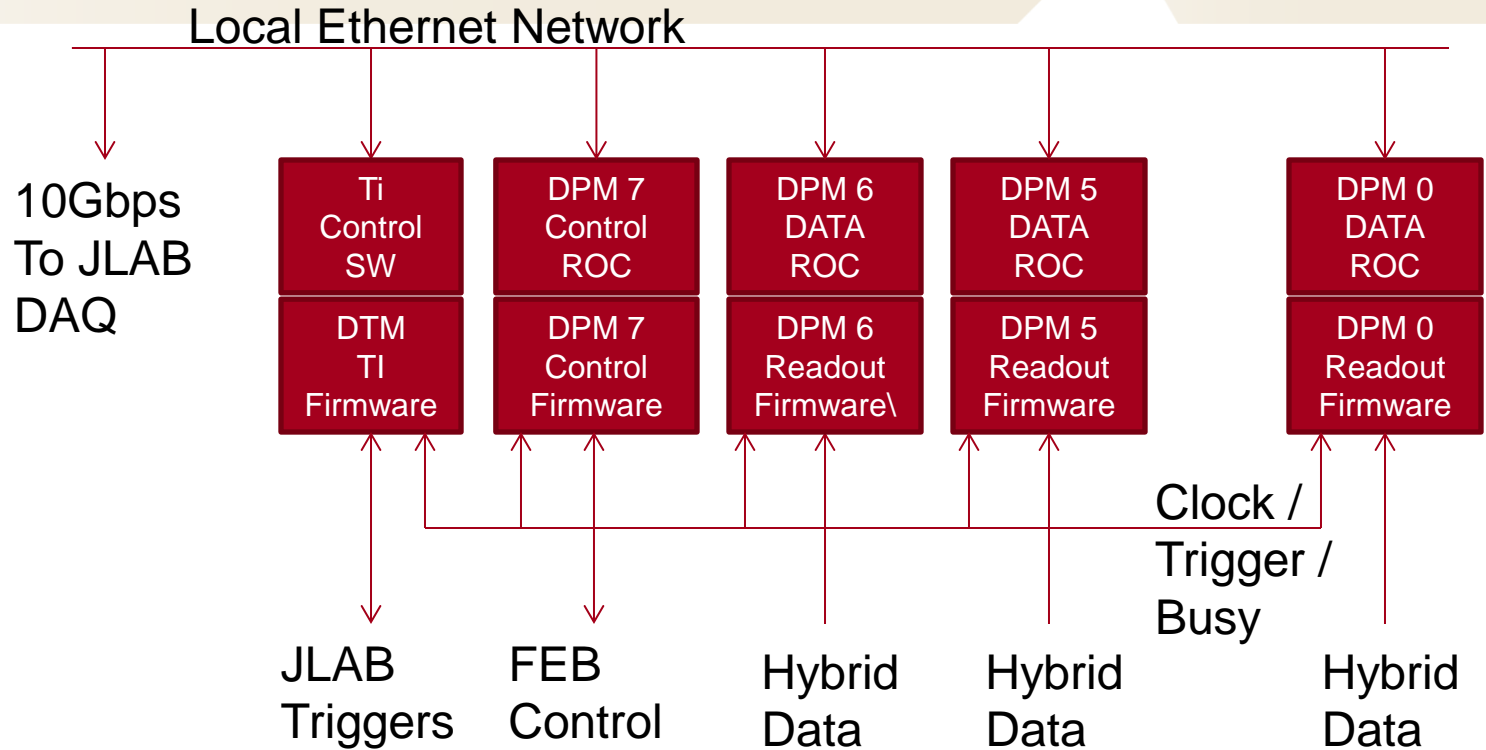 Local Ethernet Network
10Gbps
To JLAB
DAQ
Ti
Control
SW
DPM 7
Control
ROC
DPM 6
DATA
ROC
DPM 5
DATA
ROC
DPM 0
DATA
ROC
DTM
TI
Firmware
DPM 7
Control
Firmware
DPM 6
Readout
Firmware\
DPM 5
Readout
Firmware
DPM 0
Readout
Firmware
Clock /
Trigger /
Busy
JLAB
Triggers
FEB
Control
Hybrid
Data
Hybrid
Data
Hybrid
Data